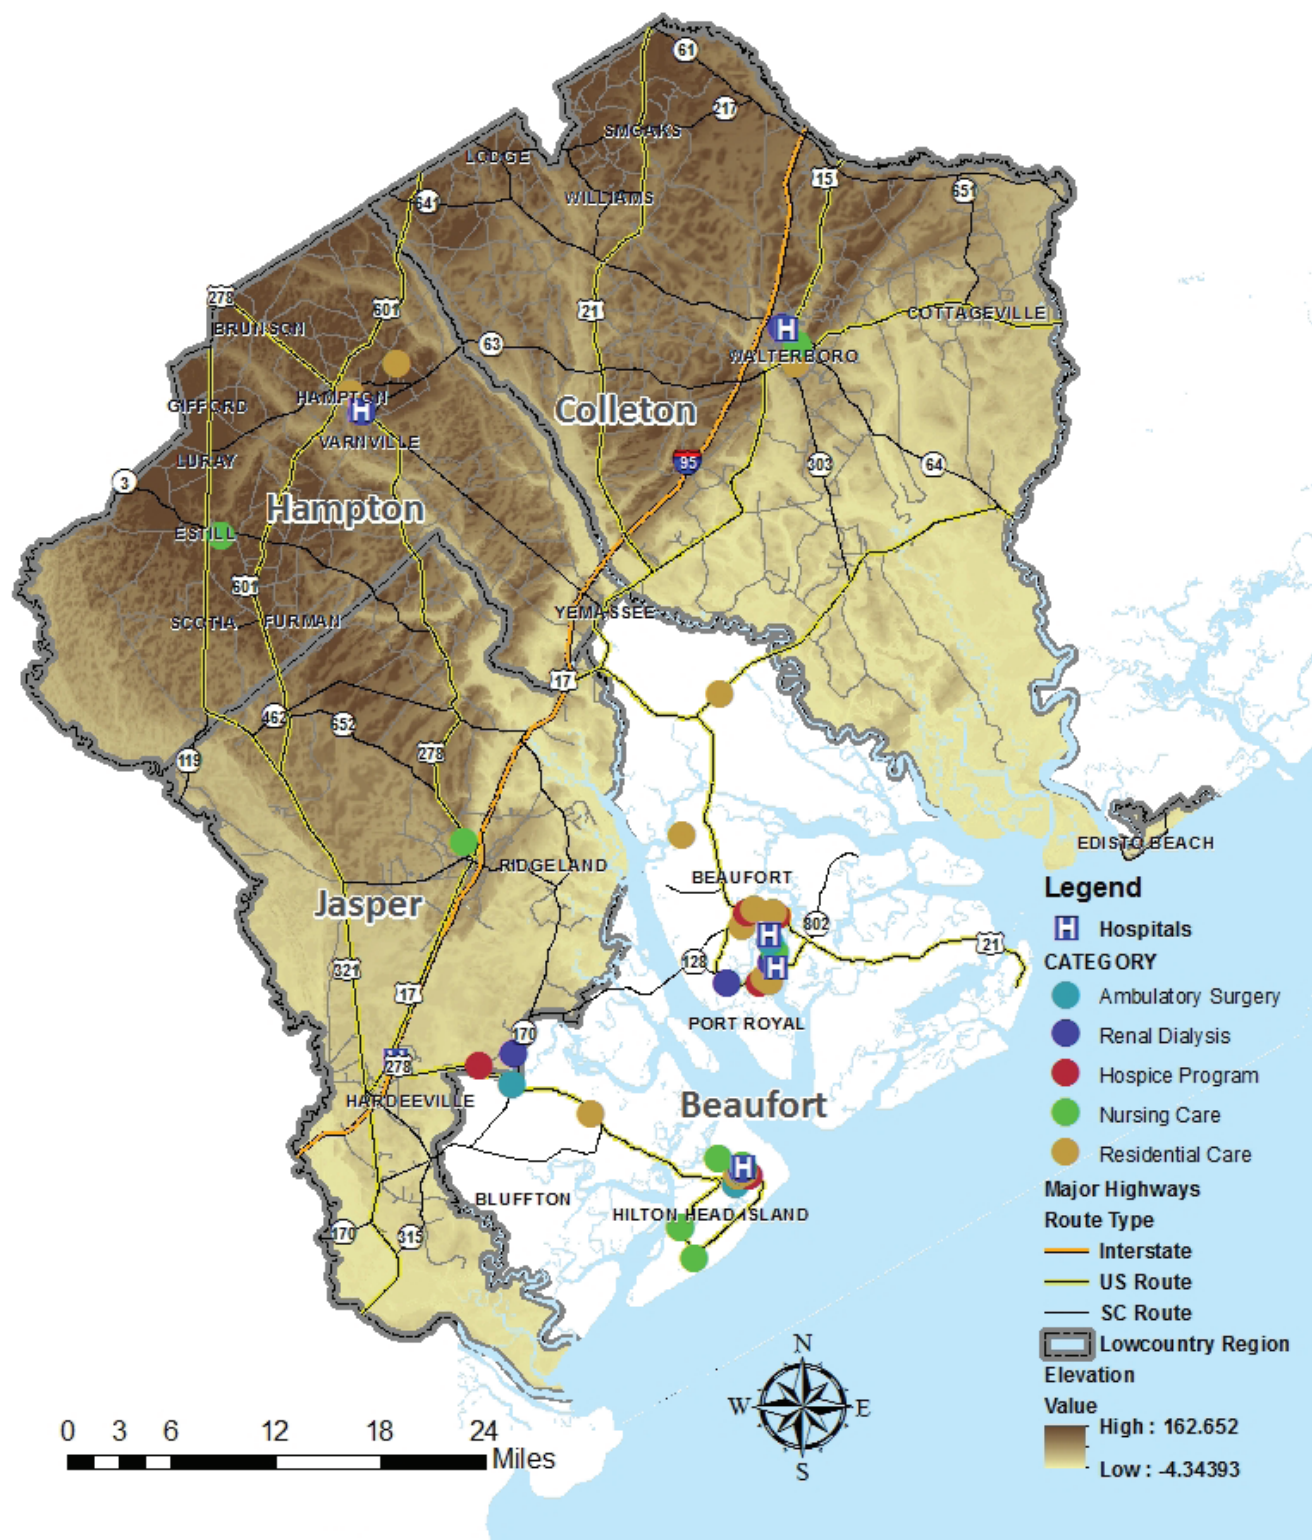 61
217
SMOAKS
LODGE
15
651
641
WILLIAMS
278
601
21
COTTAGEVILLE
BRUNSON
H
63
WALTERBORO
HAMPTON
GIFFORD
H
Colleton
VARNVILLE
LURAY
95
303
64
3
Hampton
ESTILL
601
YEMASSEE
SCOTIA
FURMAN
17
462
652
119
278
EDISTO BEACH
RIDGELAND
BEAUFORT
Jasper
802
H
21
321
128
H
17
PORT ROYAL
170
278
HARDEEVILLE
Beaufort
H
BLUFFTON
HILTON HEAD ISLAND
170
315
Legend
H Hospitals
CATEGORY
Ambulatory Surgery
Renal Dialysis
Hospice Program
Nursing Care
Residential Care
Major Highways
Route Type
Interstate
US Route
SC Route
Lowcountry Region
Elevation
Value
High : 162.652
Low : -4.34393
N
W E
S
0 3 6 12 18 24
Miles